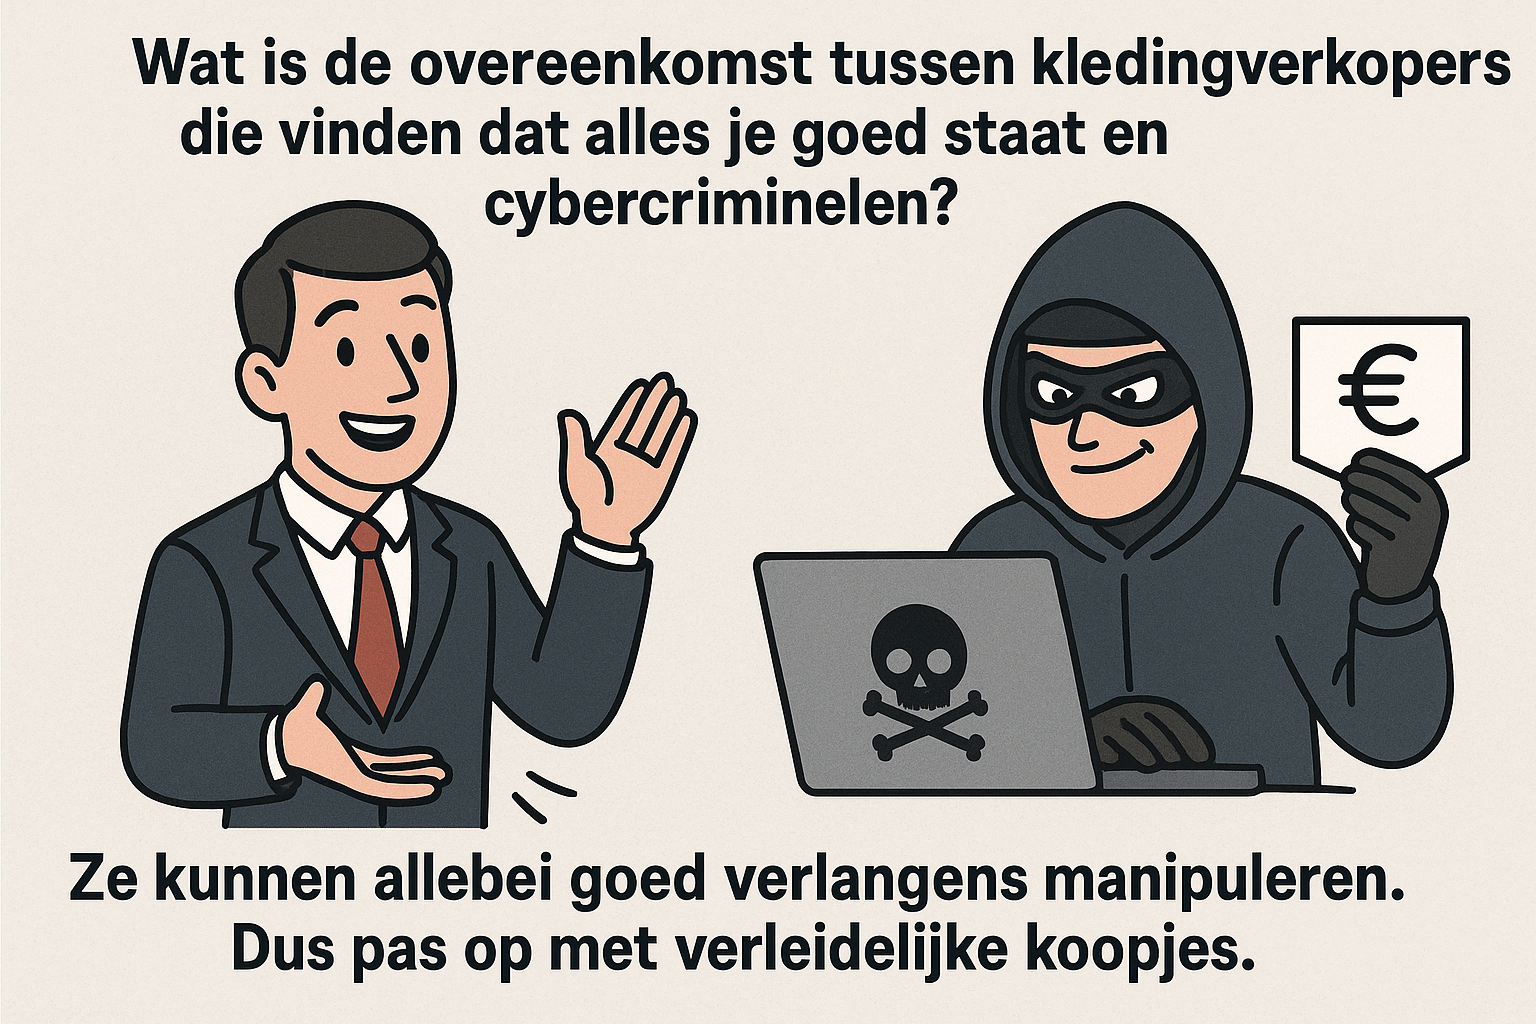 Wat is de overeenkomst tussen kledingverkopers
die vinden dat alles je goed staat en
cybercriminelen?
€
Ze kunnen allebei goed verlangens manipuleren.
Dus pas op met verleidelijke koopjes.